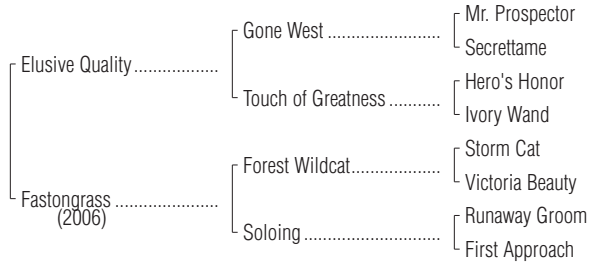 Mr. Prospector
Gone West
Secrettame
Elusive Quality
Hero's Honor
Touch of Greatness
Ivory Wand
Storm Cat
Forest Wildcat
Victoria Beauty
Fastongrass
(2006)
Runaway Groom
Soloing
First Approach